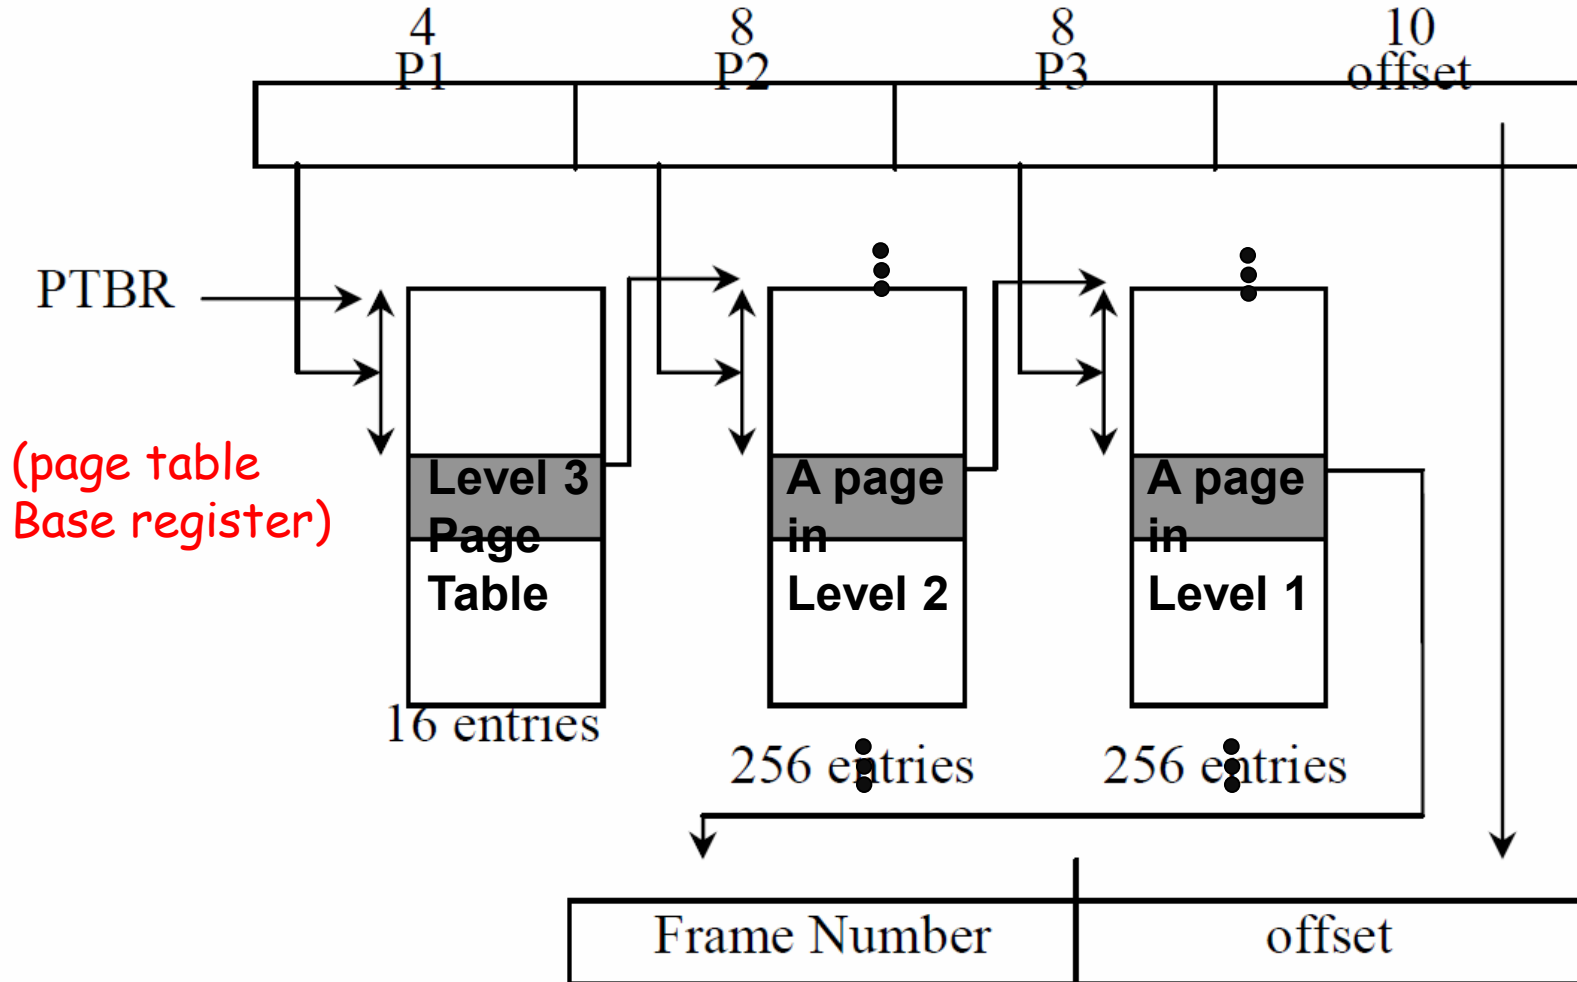 4 8 8 10
P1 P2 P3 offset
PTBR
(page table
Base register)
Level 3
Page
Table
A page
in
Level 2
A page
in
Level 1
16 entries
256 entries
256 entries
Frame Number offset